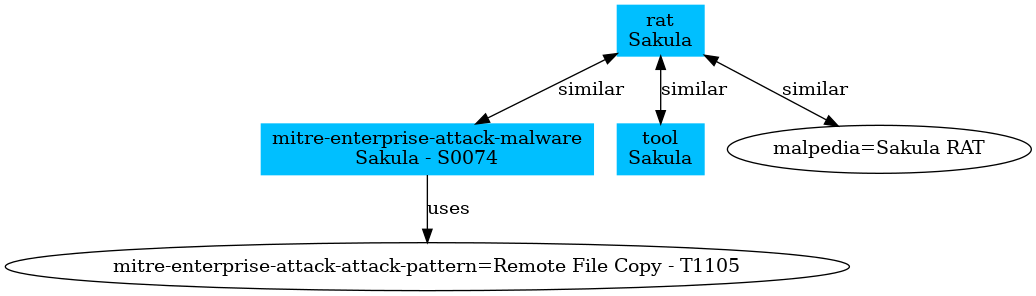 rat
Sakula
similar
similar
similar
mitre-enterprise-attack-malware
Sakula - S0074
tool
Sakula
malpedia=Sakula RAT
uses
mitre-enterprise-attack-attack-pattern=Remote File Copy - T1105